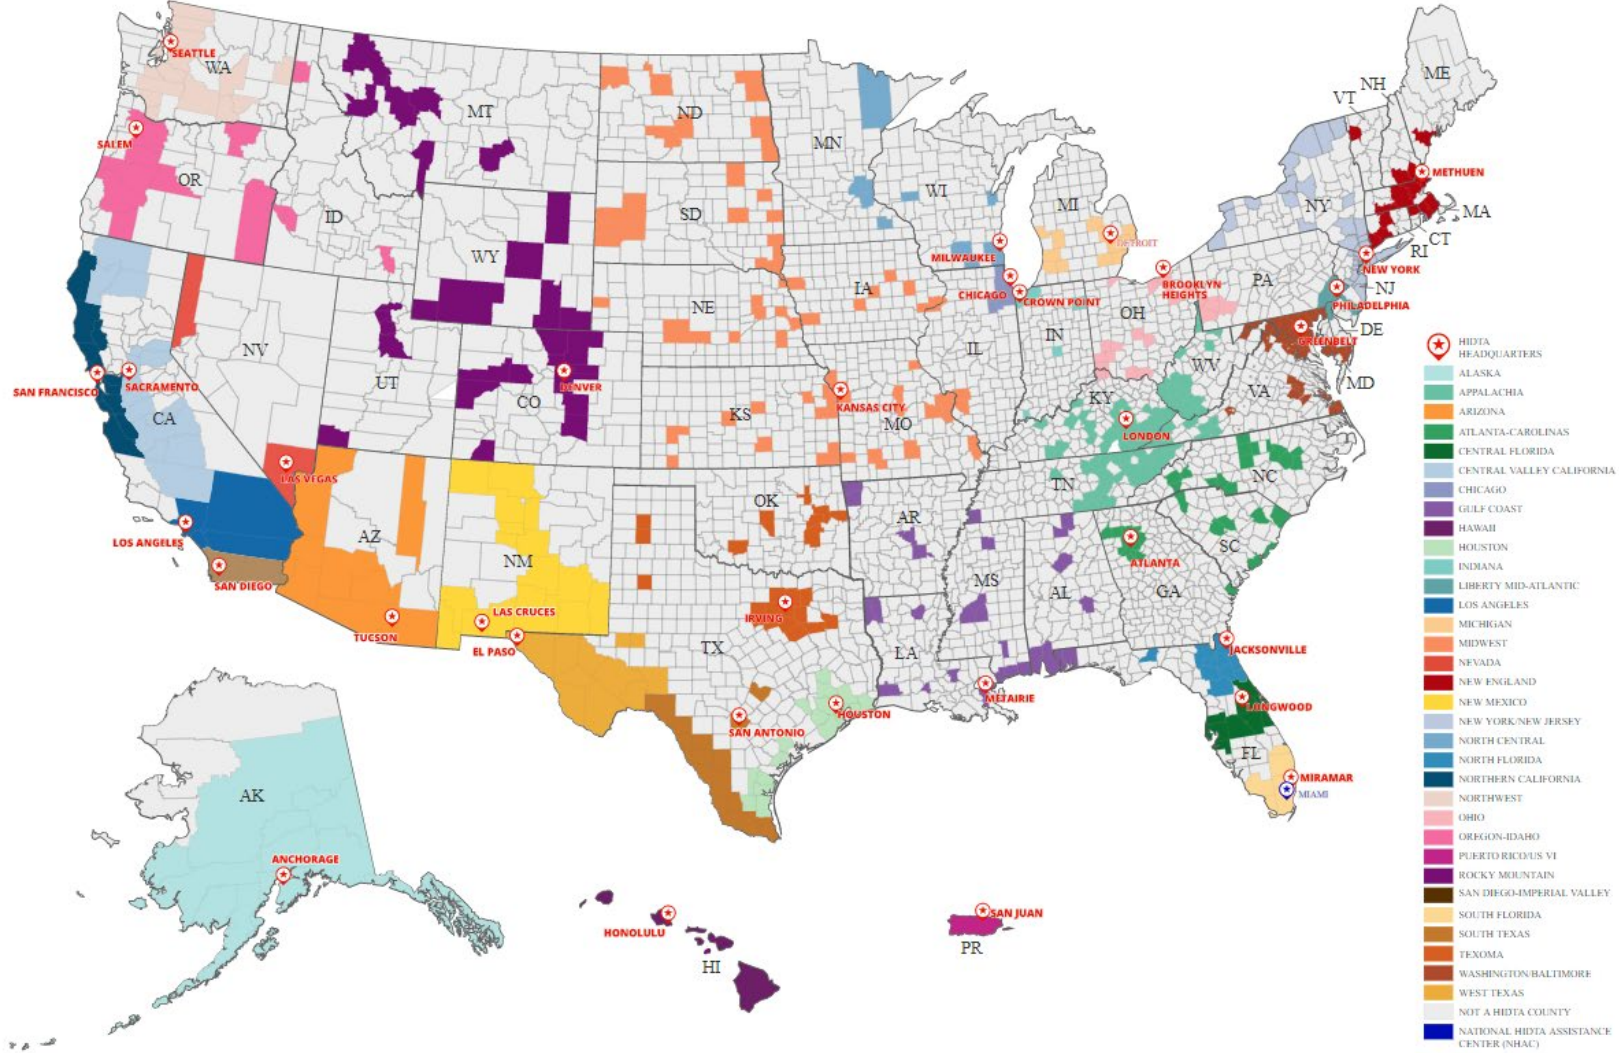 ME
NH
VT
SEATTLE
WA
MT
ND
MN
SALEM
OR
ID
SD
WI
MI
NY
METHUEN
MA
CT
RI
WY
MILWAUKEE
DETROIT
NEW YORK
NJ
CHICAGO
CROWN POINT
BROOKLYN
HEIGHTS
PA
PHILADELPHIA
NE
IA
IL
IN
OH
DE
GREENBELT
NV
UT
DENVER
CO
WV
VA
MD
SAN FRANCISCO
SACRAMENTO
CA
KS
KANSAS CITY
MO
KY
LONDON
LAS VEGAS
OK
AR
TN
NC
LOS ANGELES
AZ
NM
MS
AL
ATLANTA
SC
GA
SAN DIEGO
TUCSON
LAS CRUCES
EL PASO
IRVING
TX
LA
JACKSONVILLE
METAIRIE
HOUSTON
SAN ANTONIO
LONGWOOD
FL
MIRAMAR
MIAMI
AK
ANCHORAGE
HONOLULU
HI
SAN JUAN
PR
HIDTA
HEADQUARTERS
ALASKA
APPALACHIA
ARIZONA
ATLANTA-CAROLINAS
CENTRAL FLORIDA
CENTRAL VALLEY CALIFORNIA
CHICAGO
GULF COAST
HAWAII
HOUSTON
INDIANA
LIBERTY MID-ATLANTIC
LOS ANGELES
MICHIGAN
MIDWEST
NEVADA
NEW ENGLAND
NEW MEXICO
NEW YORK/NEW JERSEY
NORTH CENTRAL
NORTH FLORIDA
NORTHERN CALIFORNIA
NORTHWEST
OHIO
OREGON-IDAHO
PUERTO RICO/US VI
ROCKY MOUNTAIN
SAN DIEGO-IMPERIAL VALLEY
SOUTH FLORIDA
SOUTH TEXAS
TEXOMA
WASHINGTON/BALTIMORE
WEST TEXAS
NOT A HIDTA COUNTY
NATIONAL HIDTA ASSISTANCE
CENTER (NHAC)